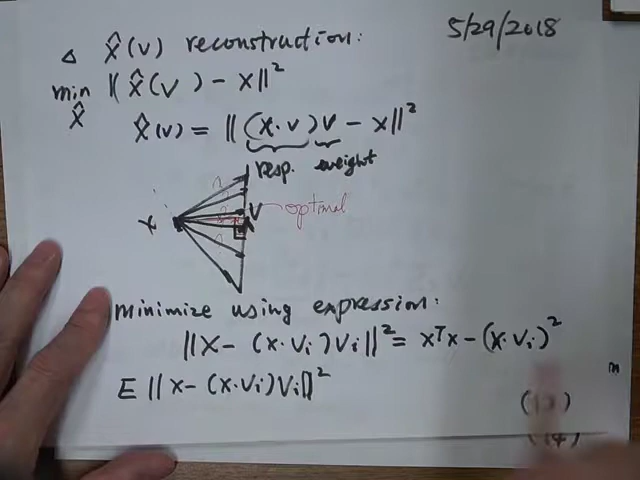 5/29/2018
△ X̂(v) reconstruction:
min ‖X̂(v) - x‖²
X̂
X̂(v) = ‖(x·v)v - x‖²
resp. weight
x
v
optimal
minimize using expression:
‖x - (x·vᵢ)vᵢ‖² = xᵀx - (x·vᵢ)²
E‖x - (x·vᵢ)vᵢ‖²